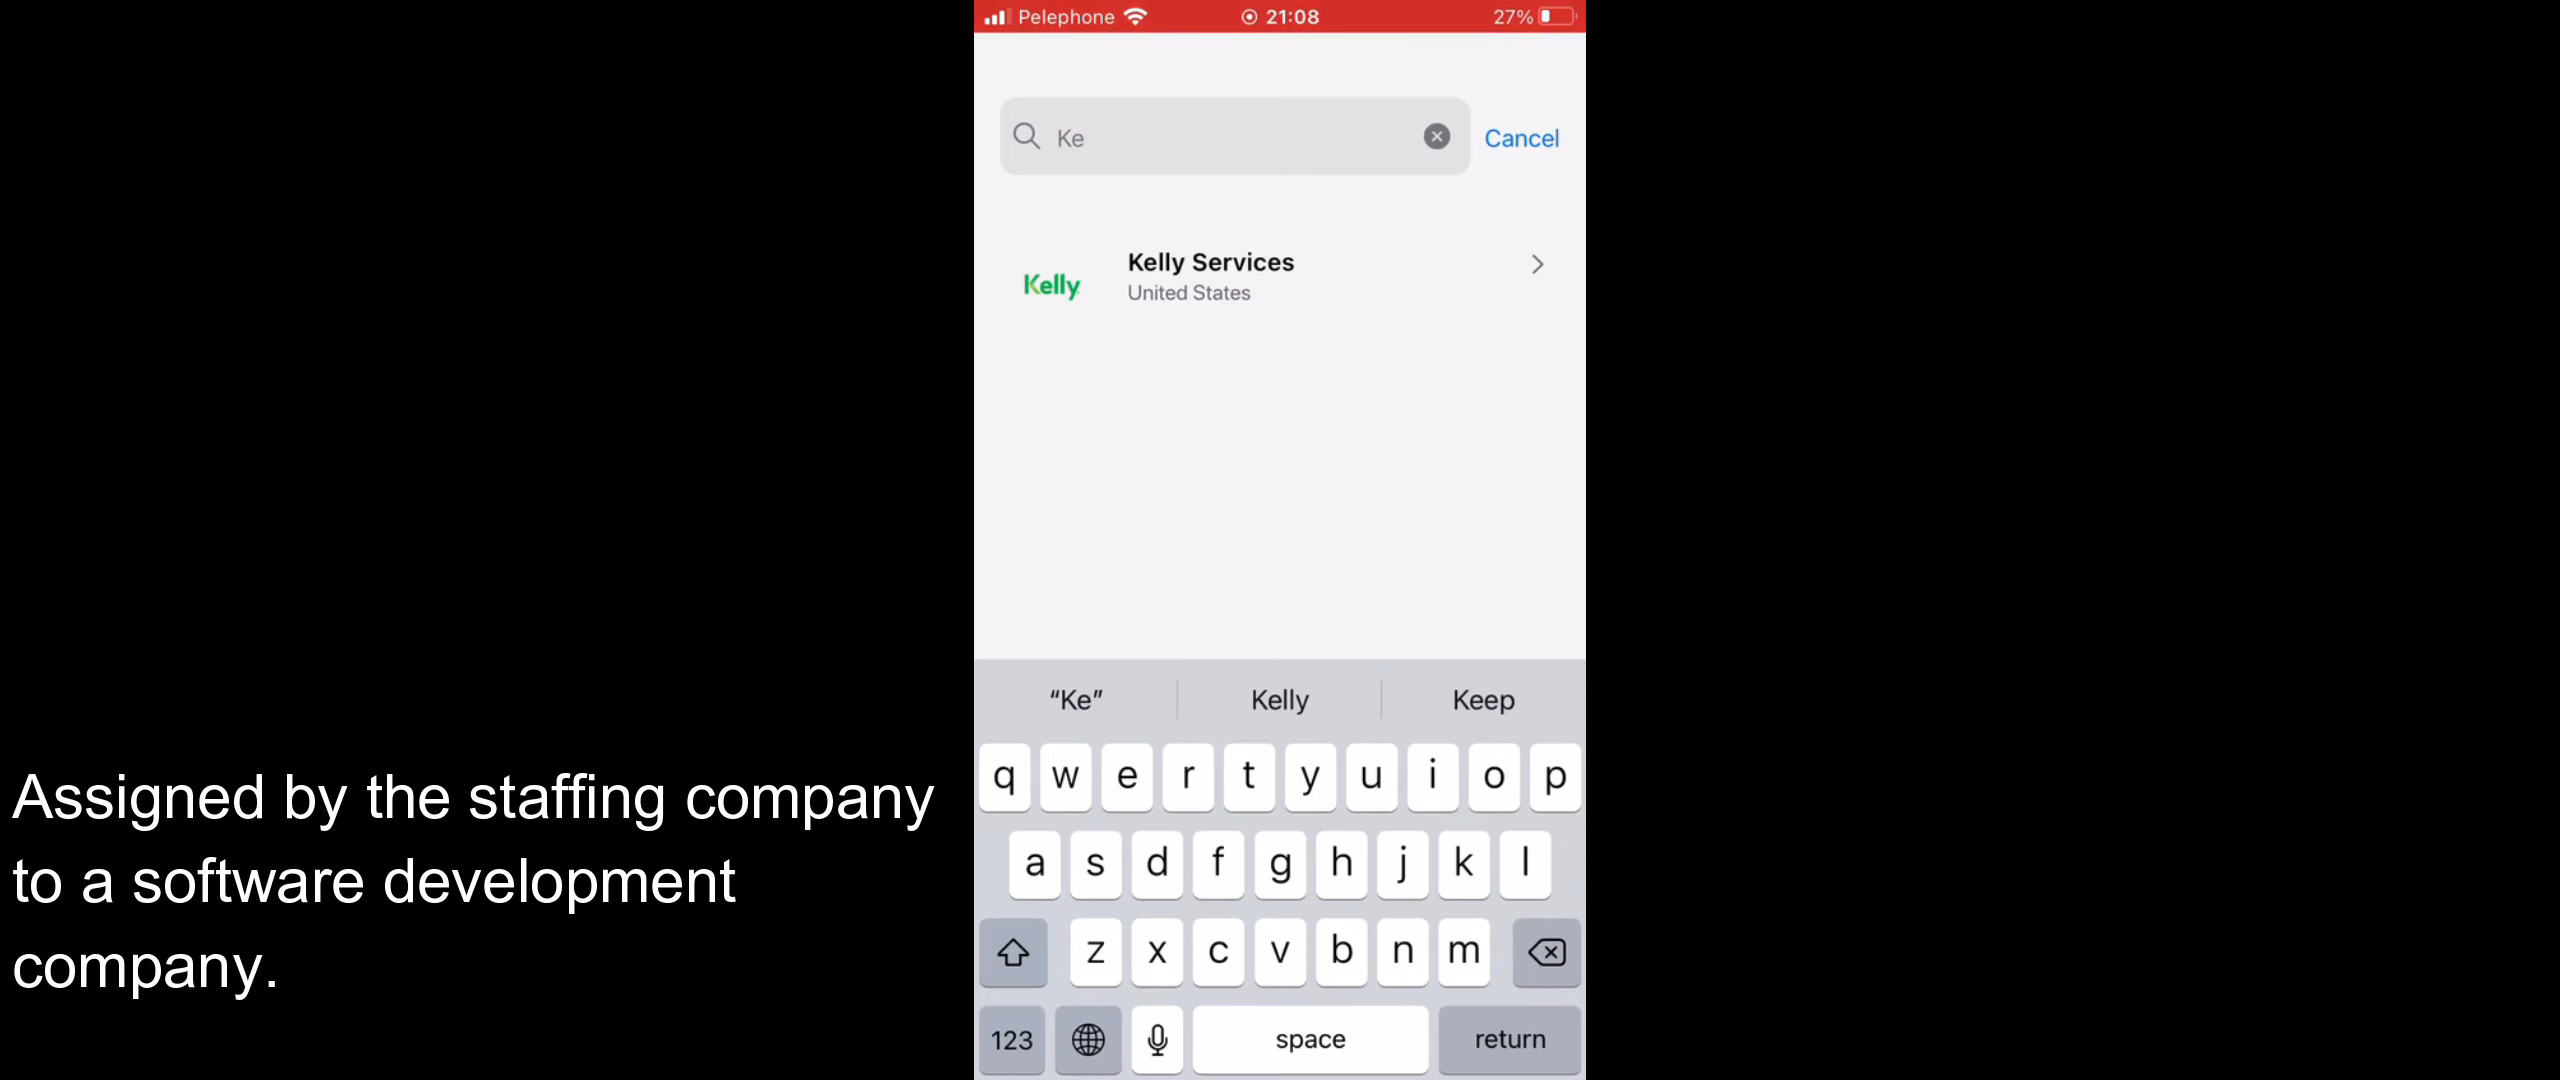 Pelephone 21:08 27%
Ke Cancel
Kelly Services
Kelly United States
“Ke” Kelly Keep
q w e r t y u i o p
a s d f g h j k l
z x c v b n m
123 space return
Assigned by the staffing company
to a software development
company.